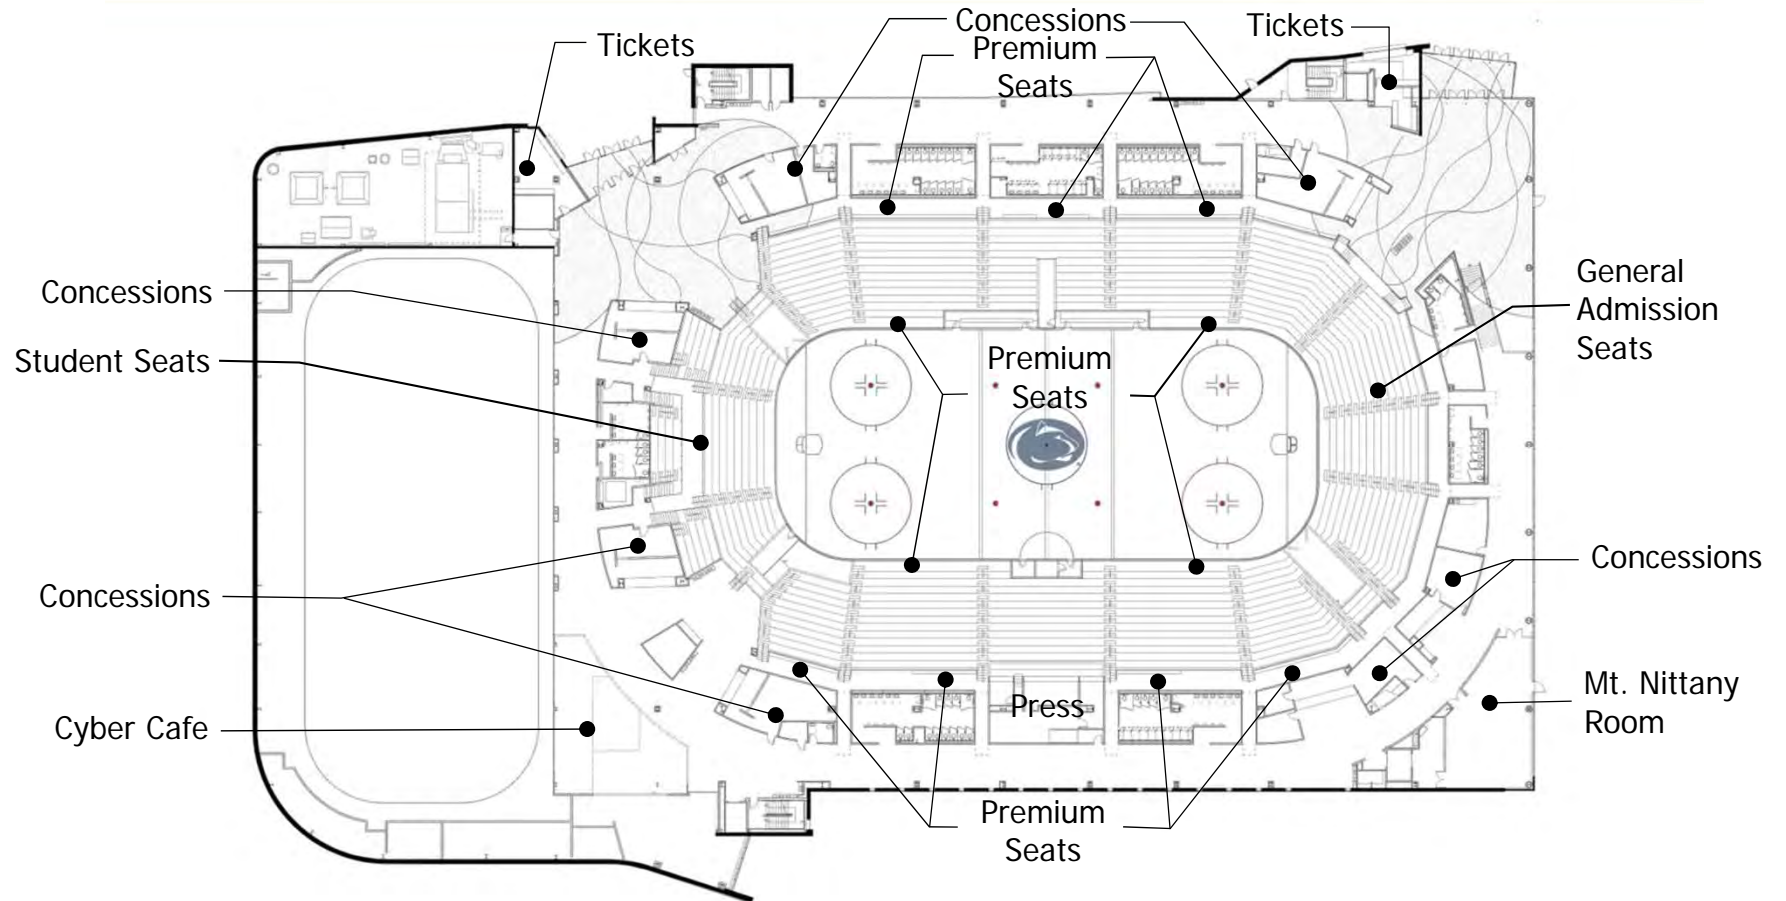 Concessions
Tickets
Tickets
Premium
Seats
General
Admission
Seats
Concessions
Student Seats
Premium
Seats
Concessions
Concessions
Mt. Nittany
Room
Press
Cyber Cafe
Premium
Seats